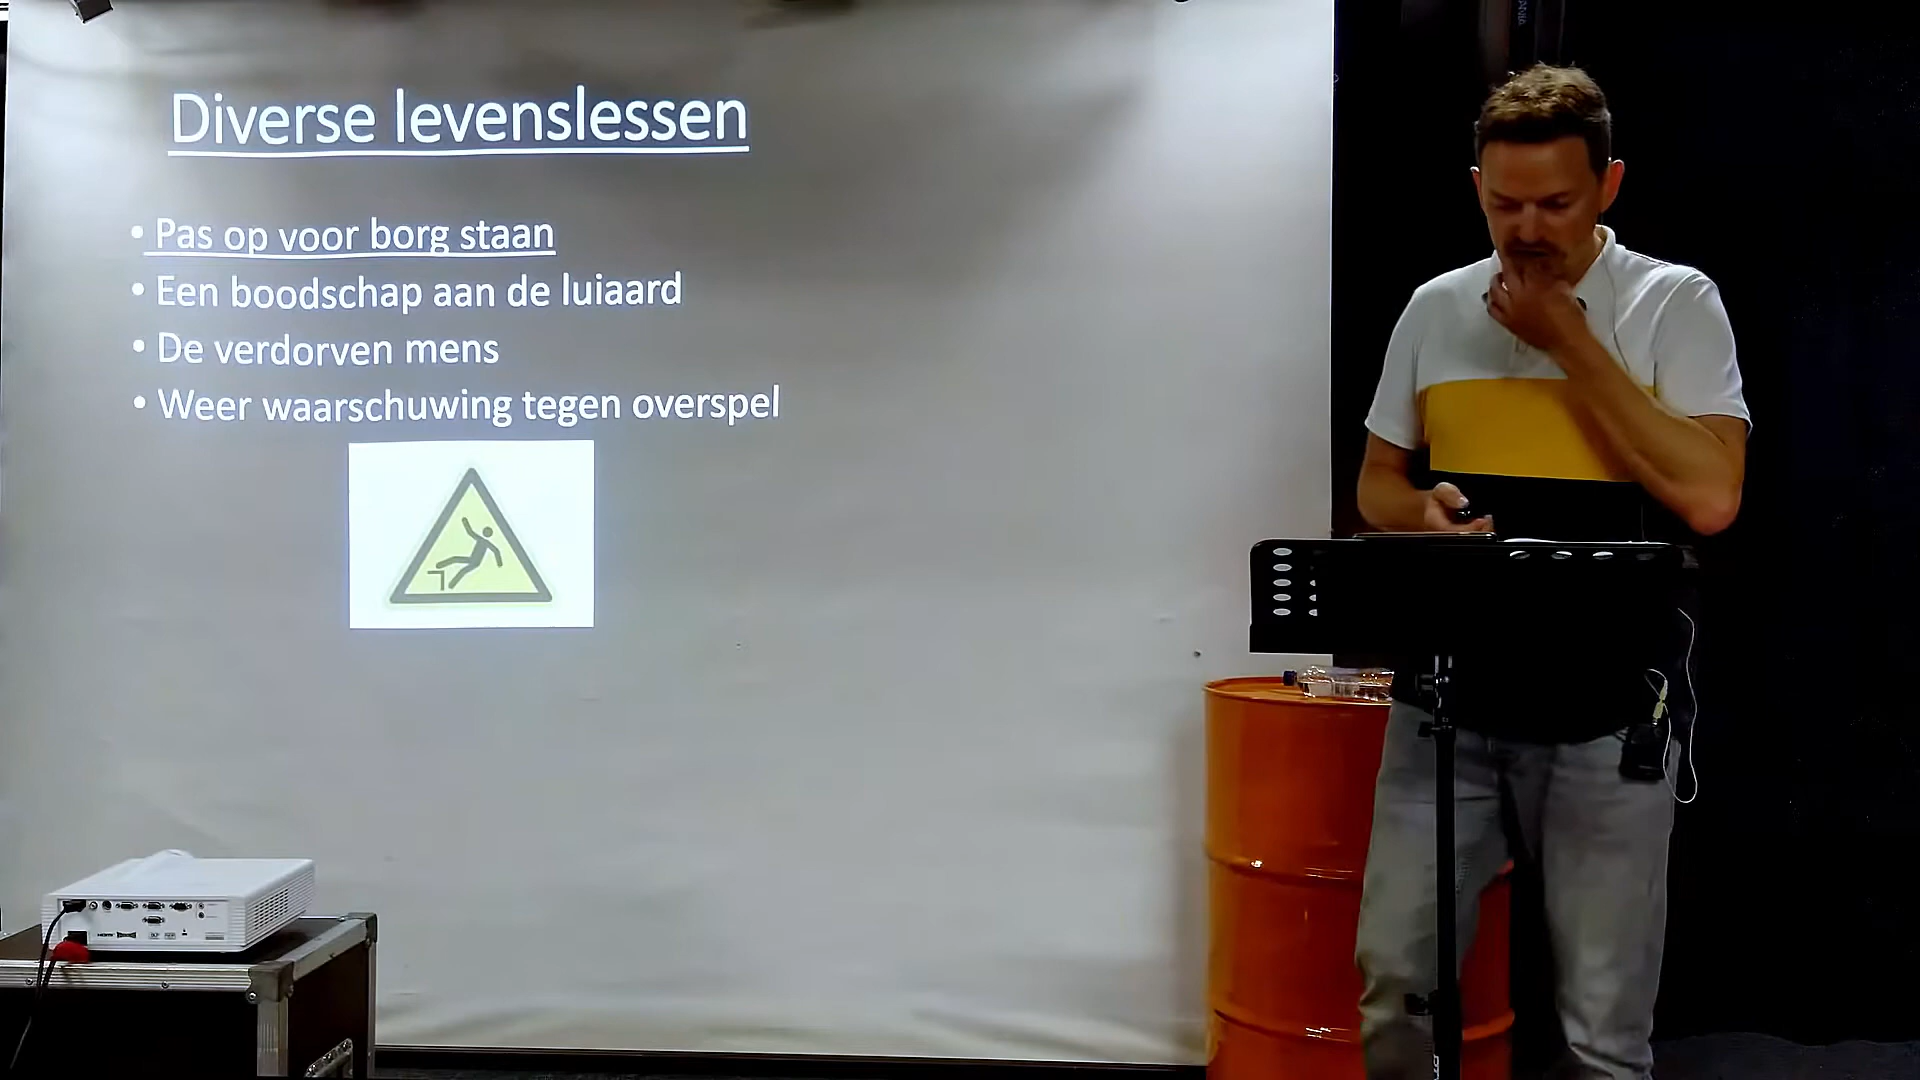 Diverse levenslessen
• Pas op voor borg staan
• Een boodschap aan de luiaard
• De verdorven mens
• Weer waarschuwing tegen overspel